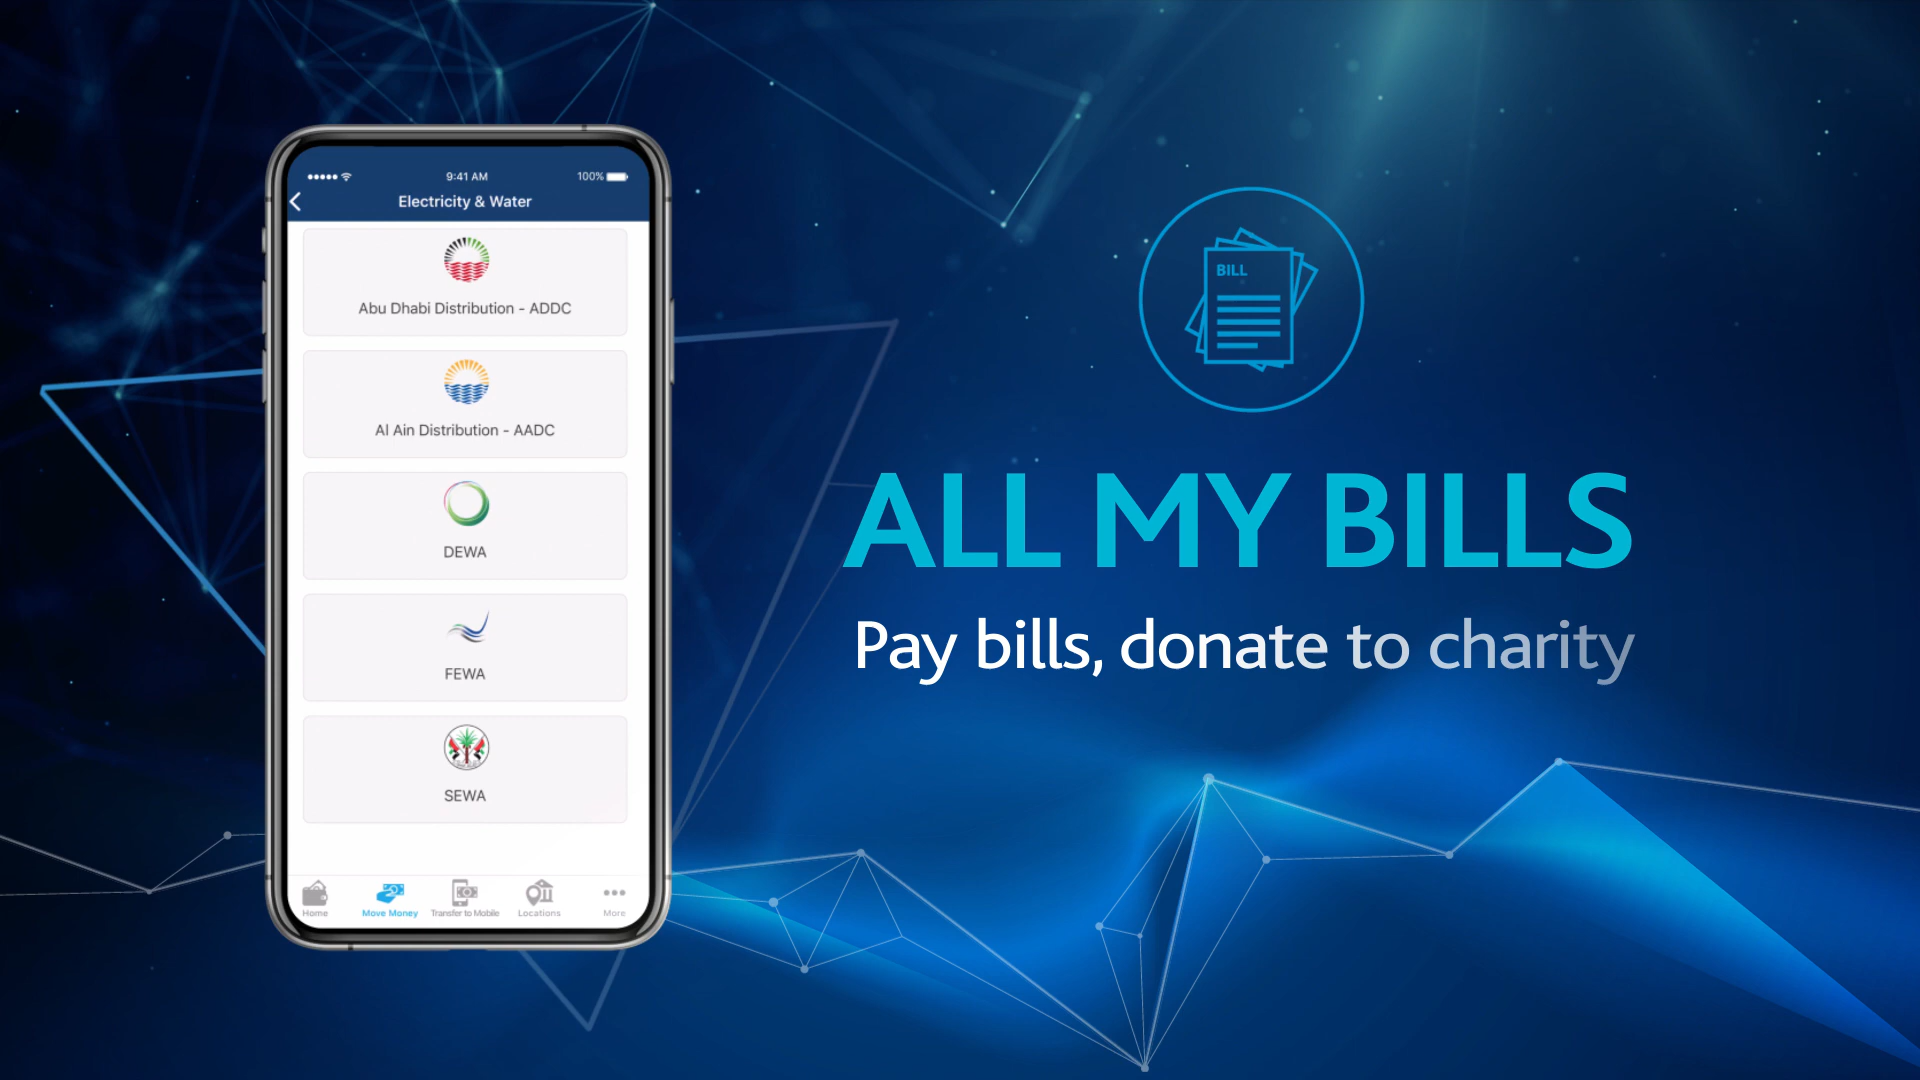 9:41 AM
100%
Electricity & Water
Abu Dhabi Distribution - ADDC
Al Ain Distribution - AADC
DEWA
FEWA
SEWA
Home
Move Money
Transfer to Mobile
Locations
More
BILL
ALL MY BILLS
Pay bills, donate to charity